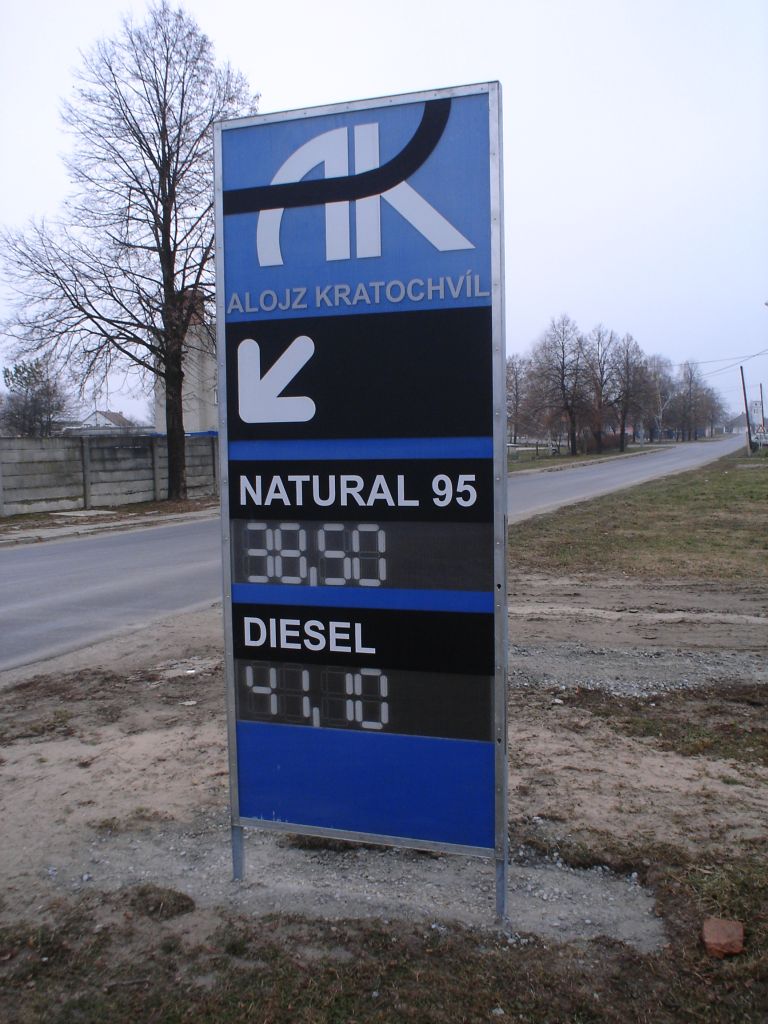 AK
ALOJZ KRATOCHVÍL
NATURAL 95
38,50
DIESEL
41,10